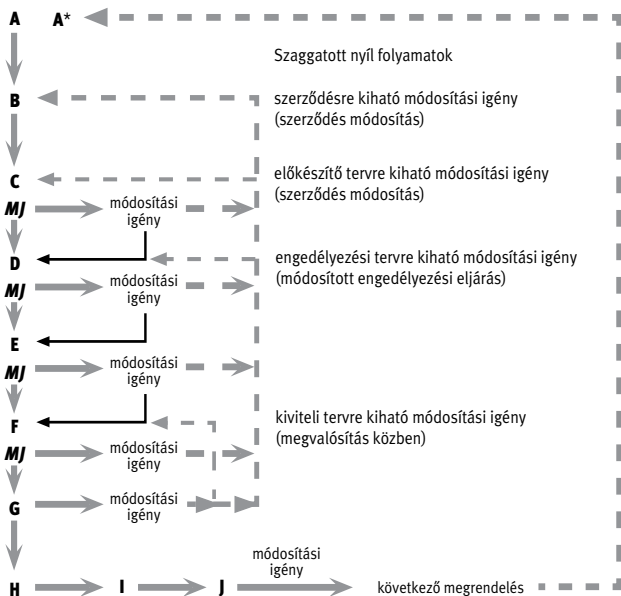 A A*
Szaggatott nyíl folyamatok
B
szerződésre kiható módosítási igény
(szerződés módosítás)
C
előkészítő tervre kiható módosítási igény
(szerződés módosítás)
MJ
módosítási
igény
D
engedélyezési tervre kiható módosítási igény
(módosított engedélyezési eljárás)
MJ
módosítási
igény
E
MJ
módosítási
igény
F
kiviteli tervre kiható módosítási igény
(megvalósítás közben)
MJ
módosítási
igény
G
módosítási
igény
módosítási
igény
H I J következő megrendelés